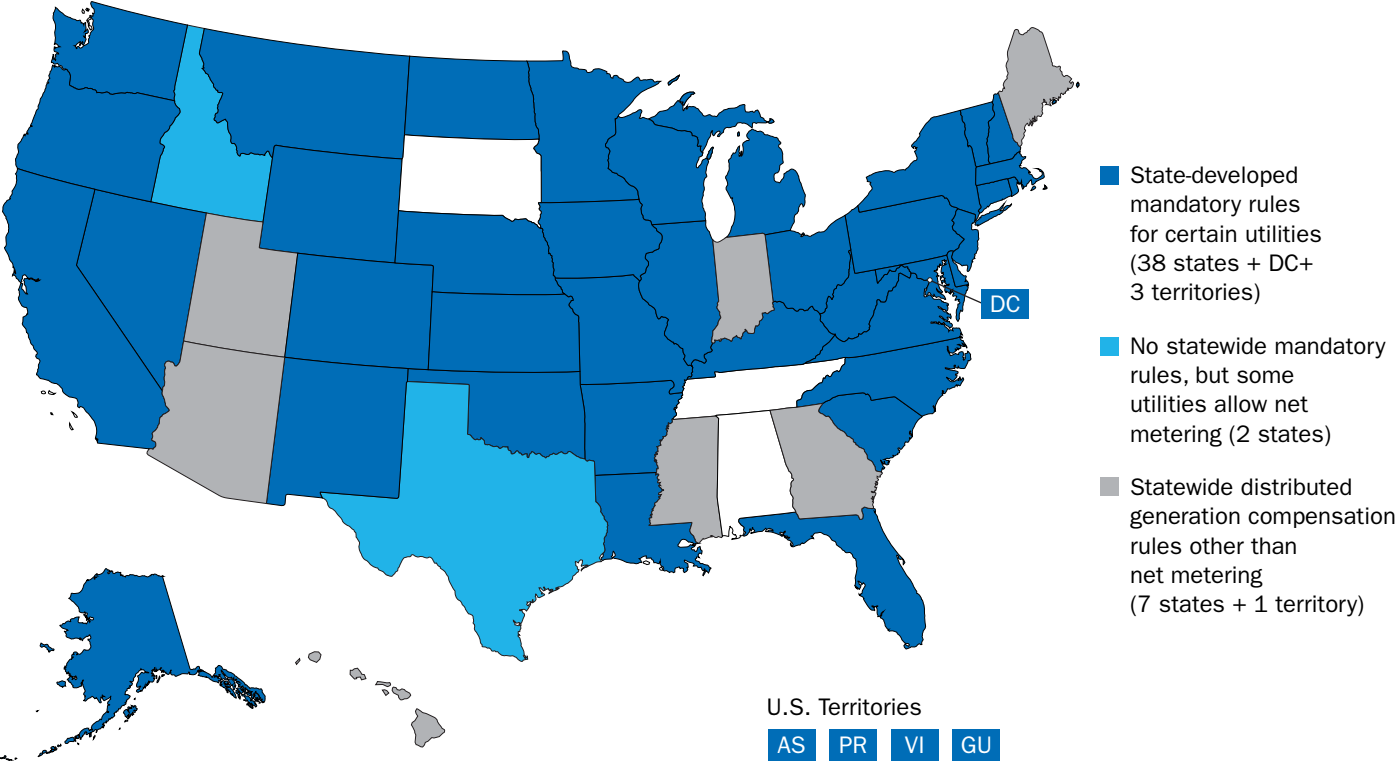 State-developed
mandatory rules
for certain utilities
(38 states + DC+
3 territories)
DC
No statewide mandatory
rules, but some
utilities allow net
metering (2 states)
Statewide distributed
generation compensation
rules other than
net metering
(7 states + 1 territory)
U.S. Territories
AS PR VI GU